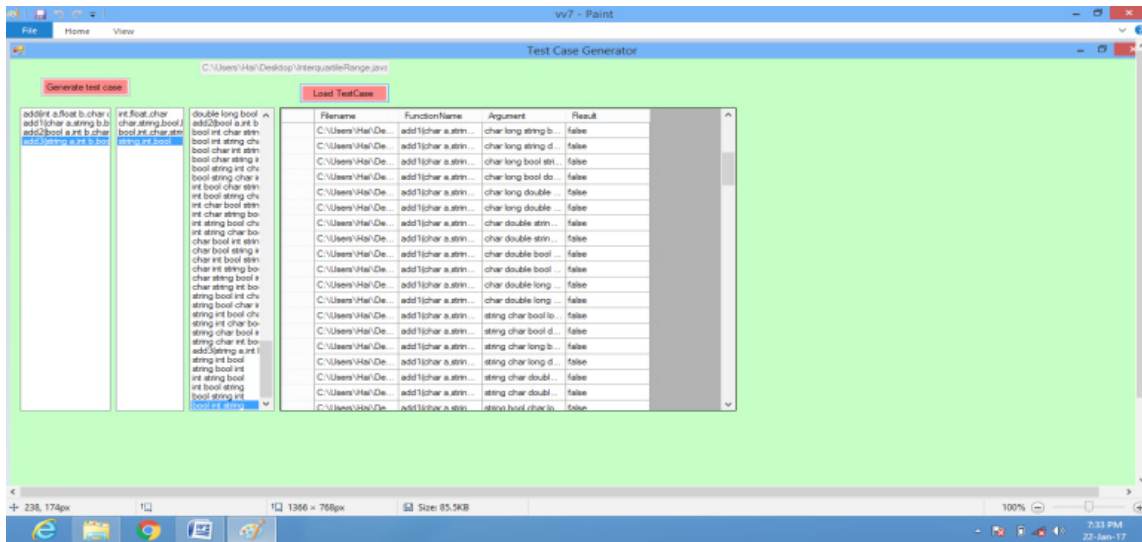 vv7 - Paint
File Home View
Test Case Generator
C:\Users\Hai\Desktop\InterquartileRange.java
Generate test case
Load TestCase
add(int a,float b,char
add1(char a,string b,b
add2(bool a,int b,char
add3(string a,int b,boo
int,float,char
char,string,bool,l
bool,int,char,strin
string,int,bool
double long bool
add2(bool a,int b
bool int char strin
bool int string cha
bool char int strin
bool char string i
bool string int cha
bool string char i
int bool char strin
int bool string cha
int char bool strin
int char string boo
int string bool cha
int string char bo
char bool int strin
char bool string i
char int bool strin
char int string boo
char string bool i
char string int bo
string bool int cha
string bool char i
string int bool cha
string int char bo
string char bool i
string char int bo
add3(string a,int
string int bool
string bool int
int string bool
int bool string
bool string int
bool int string
Filename FunctionName Argument Result
C:\Users\Hai\De... add1(char a,strin... char long string b... false
C:\Users\Hai\De... add1(char a,strin... char long string d... false
C:\Users\Hai\De... add1(char a,strin... char long bool stri... false
C:\Users\Hai\De... add1(char a,strin... char long bool do... false
C:\Users\Hai\De... add1(char a,strin... char long double ... false
C:\Users\Hai\De... add1(char a,strin... char long double ... false
C:\Users\Hai\De... add1(char a,strin... char double strin... false
C:\Users\Hai\De... add1(char a,strin... char double strin... false
C:\Users\Hai\De... add1(char a,strin... char double bool ... false
C:\Users\Hai\De... add1(char a,strin... char double bool ... false
C:\Users\Hai\De... add1(char a,strin... char double long ... false
C:\Users\Hai\De... add1(char a,strin... char double long ... false
C:\Users\Hai\De... add1(char a,strin... string char bool lo... false
C:\Users\Hai\De... add1(char a,strin... string char bool d... false
C:\Users\Hai\De... add1(char a,strin... string char long b... false
C:\Users\Hai\De... add1(char a,strin... string char long d... false
C:\Users\Hai\De... add1(char a,strin... string char doubl... false
C:\Users\Hai\De... add1(char a,strin... string char doubl... false
C:\Users\Hai\De... add1(char a,strin... string bool char lo... false
238, 174px 1366 × 768px Size: 85.5KB 100%
7:33 PM
22-Jan-17